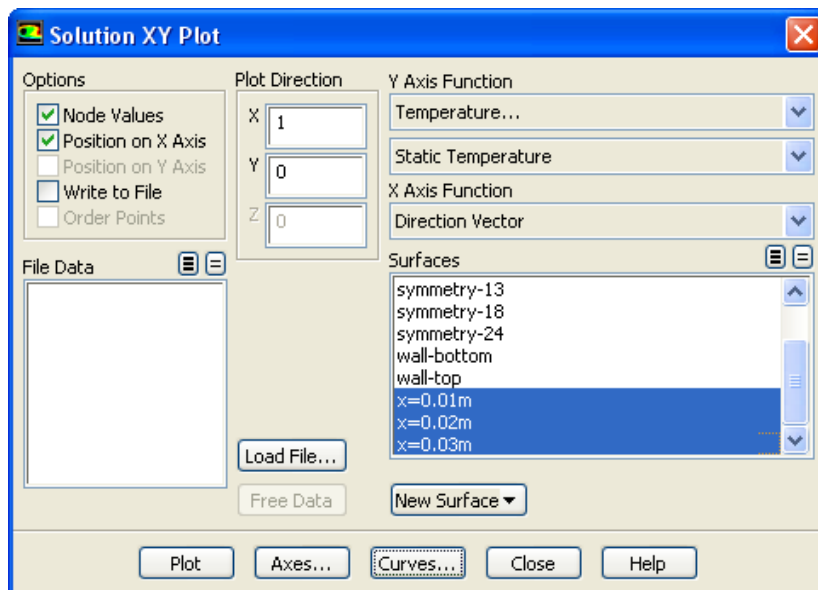 Solution XY Plot
Options
Node Values
Position on X Axis
Position on Y Axis
Write to File
Order Points
File Data
Plot Direction
X 1
Y 0
Z 0
Load File...
Free Data
Y Axis Function
Temperature...
Static Temperature
X Axis Function
Direction Vector
Surfaces
symmetry-13
symmetry-18
symmetry-24
wall-bottom
wall-top
x=0.01m
x=0.02m
x=0.03m
New Surface
Plot
Axes...
Curves...
Close
Help